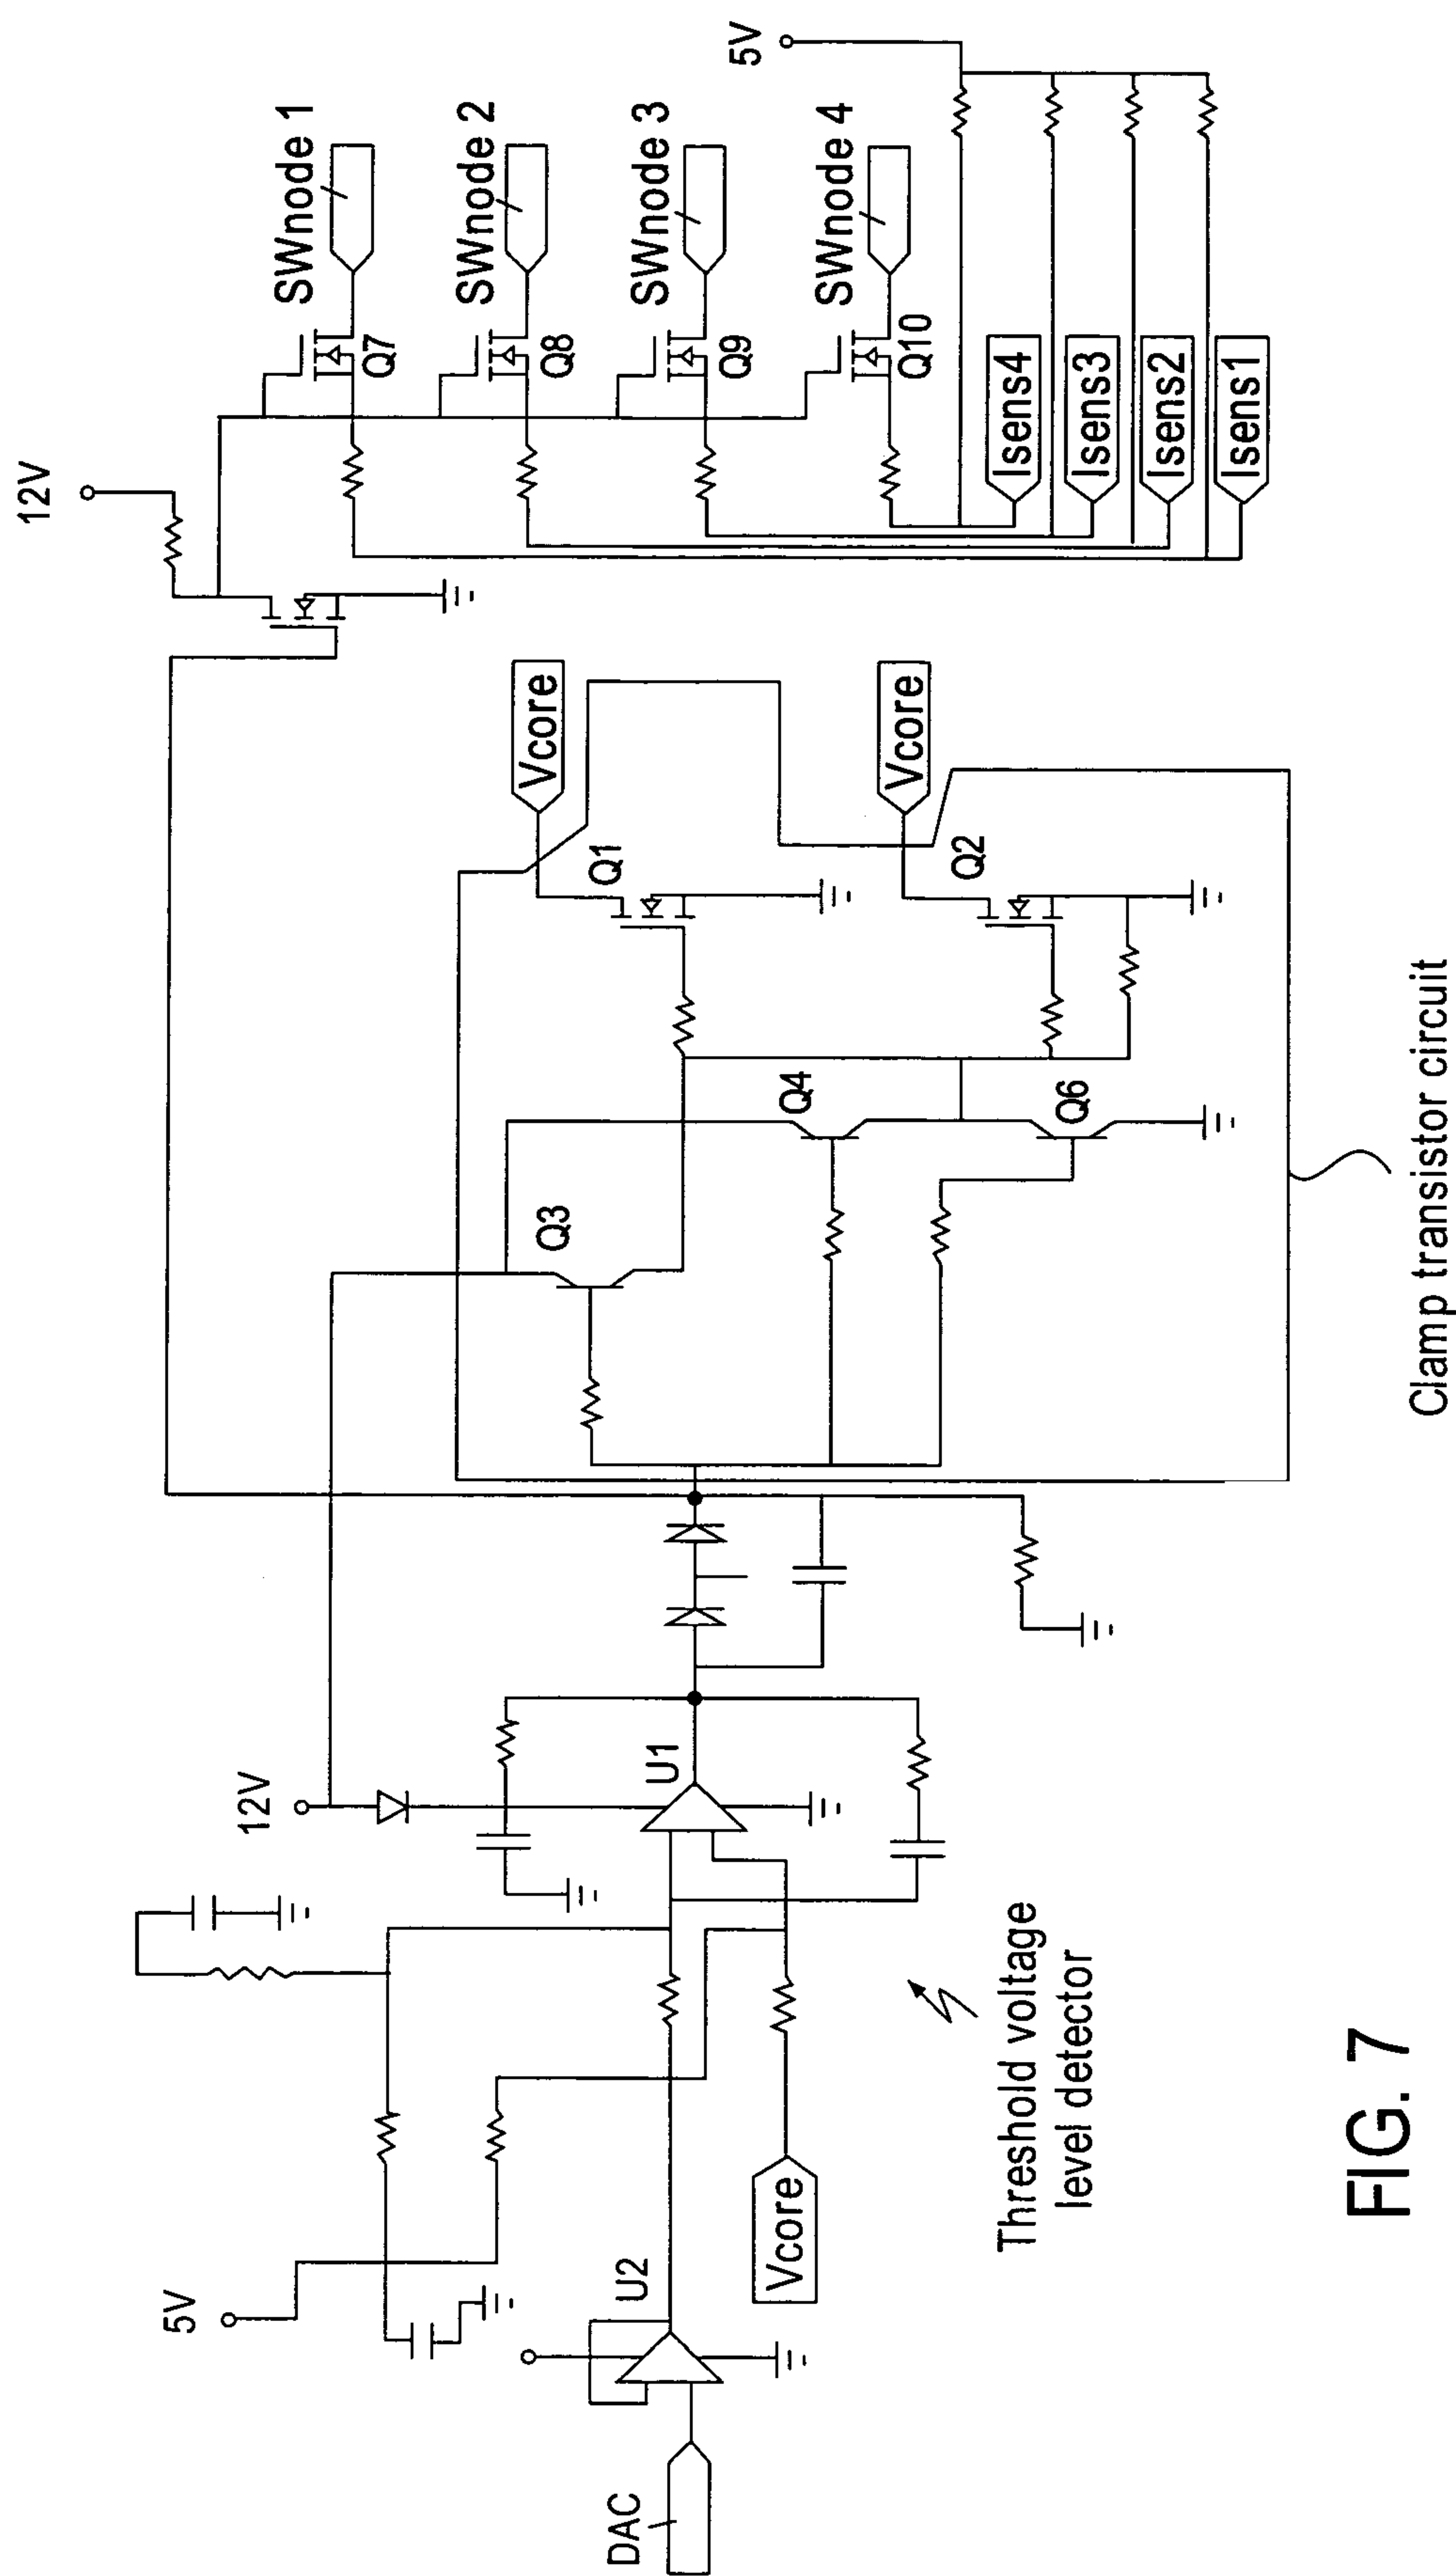 12V
5V
SWnode 1
SWnode 2
SWnode 3
SWnode 4
Q7
Q8
Q9
Q10
Isens4
Isens3
Isens2
Isens1
Vcore
Vcore
Q1
Q2
Q3
Q4
Q6
Clamp transistor circuit
12V
U1
5V
U2
Vcore
DAC
Threshold voltage
level detector
FIG. 7